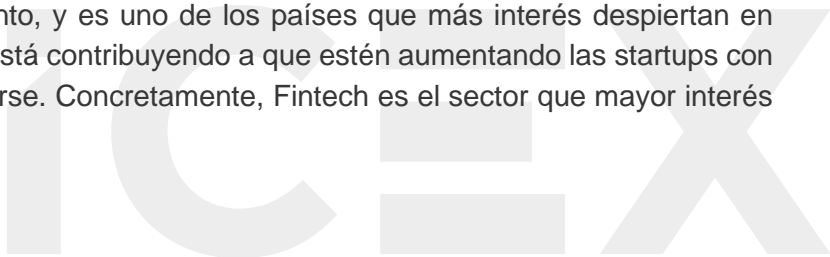 nto, y es uno de los países que más interés despiertan en
stá contribuyendo a que estén aumentando las startups con
rse. Concretamente, Fintech es el sector que mayor interés
ICEX